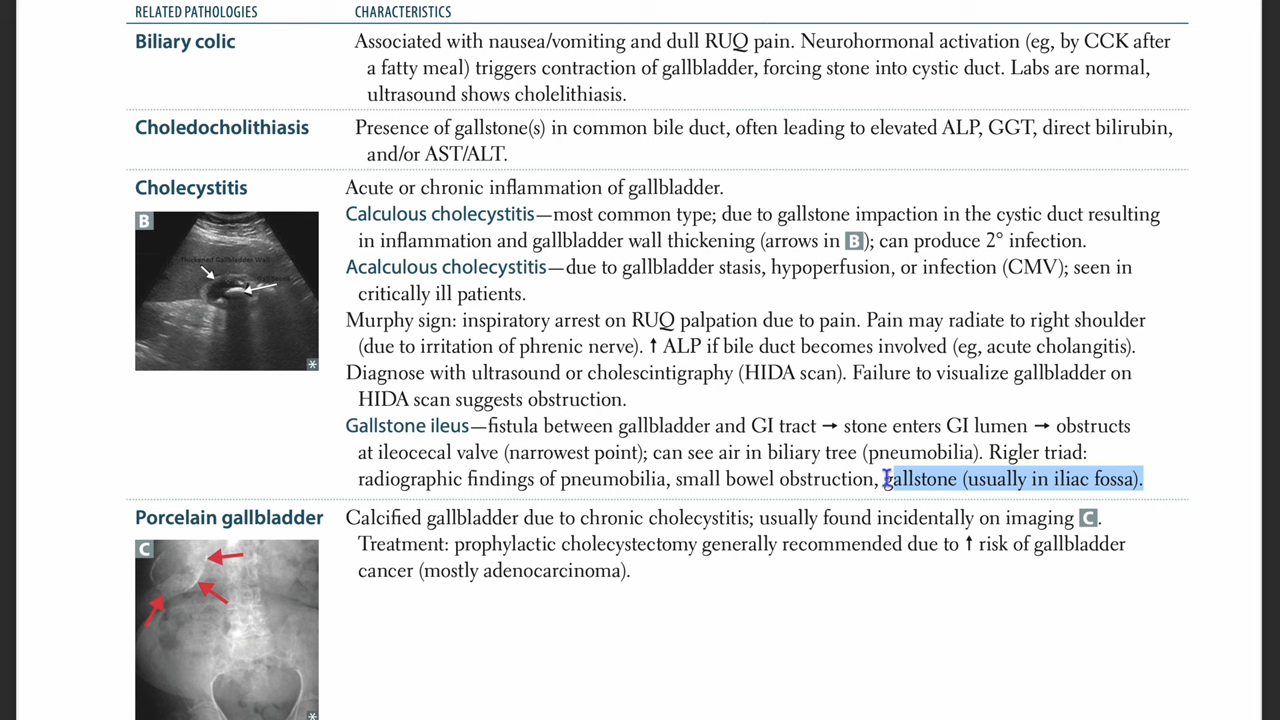 RELATED PATHOLOGIES CHARACTERISTICS
Biliary colic Associated with nausea/vomiting and dull RUQ pain. Neurohormonal activation (eg, by CCK after
a fatty meal) triggers contraction of gallbladder, forcing stone into cystic duct. Labs are normal,
ultrasound shows cholelithiasis.
Choledocholithiasis Presence of gallstone(s) in common bile duct, often leading to elevated ALP, GGT, direct bilirubin,
and/or AST/ALT.
Cholecystitis Acute or chronic inflammation of gallbladder.
B
Thickened Gallbladder Wall
Calculous cholecystitis—most common type; due to gallstone impaction in the cystic duct resulting
in inflammation and gallbladder wall thickening (arrows in B); can produce 2° infection.
Acalculous cholecystitis—due to gallbladder stasis, hypoperfusion, or infection (CMV); seen in
critically ill patients.
Murphy sign: inspiratory arrest on RUQ palpation due to pain. Pain may radiate to right shoulder
(due to irritation of phrenic nerve). ↑ ALP if bile duct becomes involved (eg, acute cholangitis).
Diagnose with ultrasound or cholescintigraphy (HIDA scan). Failure to visualize gallbladder on
HIDA scan suggests obstruction.
Gallstone ileus—fistula between gallbladder and GI tract → stone enters GI lumen → obstructs
at ileocecal valve (narrowest point); can see air in biliary tree (pneumobilia). Rigler triad:
radiographic findings of pneumobilia, small bowel obstruction, gallstone (usually in iliac fossa).
Porcelain gallbladder Calcified gallbladder due to chronic cholecystitis; usually found incidentally on imaging C.
C
Treatment: prophylactic cholecystectomy generally recommended due to ↑ risk of gallbladder
cancer (mostly adenocarcinoma).